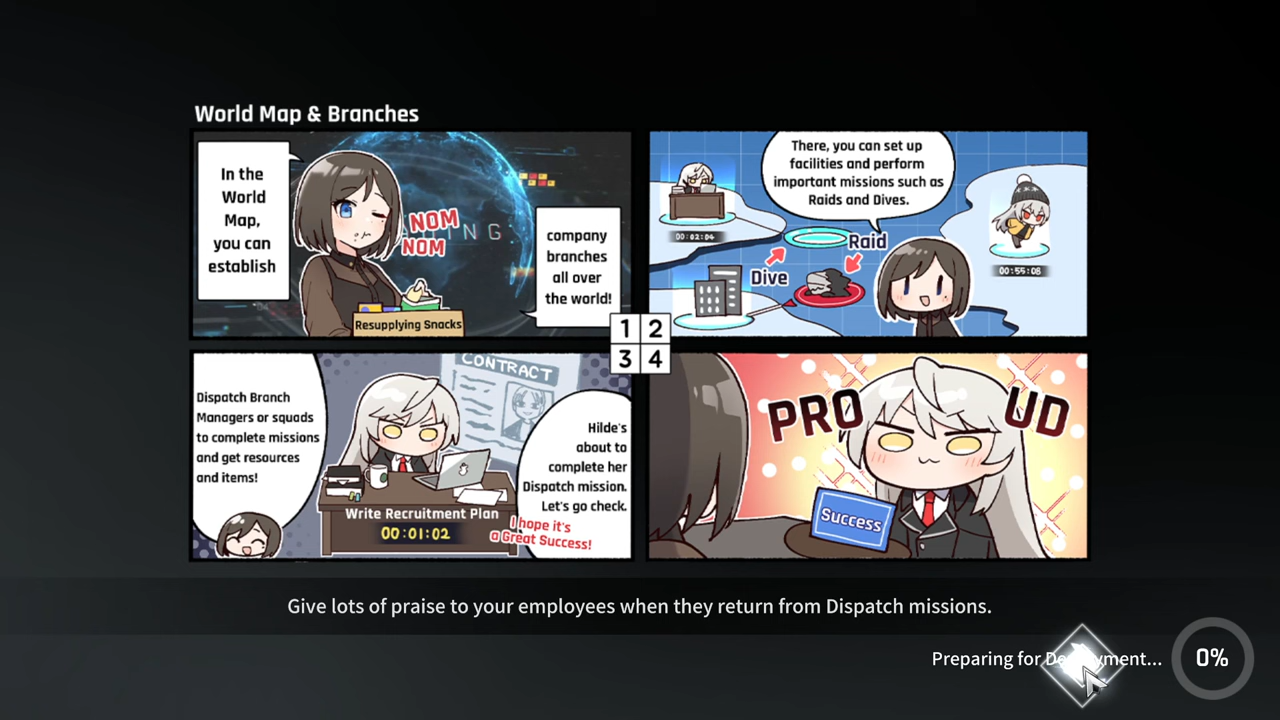 World Map & Branches
In the
World
Map,
you can
establish
NOM
NOM
company
branches
all over
the world!
Resupplying Snacks
There, you can set up
facilities and perform
important missions such as
Raids and Dives.
00:02:04
Raid
Dive
00:55:08
1 2
3 4
Dispatch Branch
Managers or squads
to complete missions
and get resources
and items!
CONTRACT
Hilde's
about to
complete her
Dispatch mission.
Let's go check.
I hope it's
a Great Success!
Write Recruitment Plan
00:01:02
PROUD
Success
Give lots of praise to your employees when they return from Dispatch missions.
Preparing for Deployment...
0%